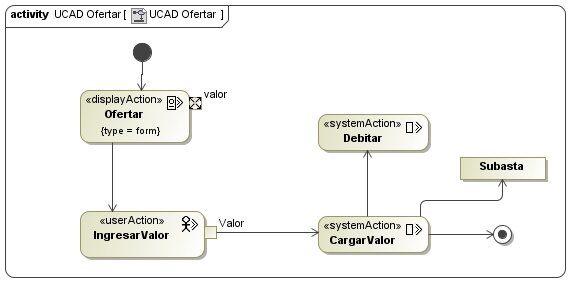 activity UCAD Ofertar [ UCAD Ofertar ]
«displayAction»
Ofertar
{type = form}
valor
«systemAction»
Debitar
Subasta
«userAction»
IngresarValor
Valor
«systemAction»
CargarValor